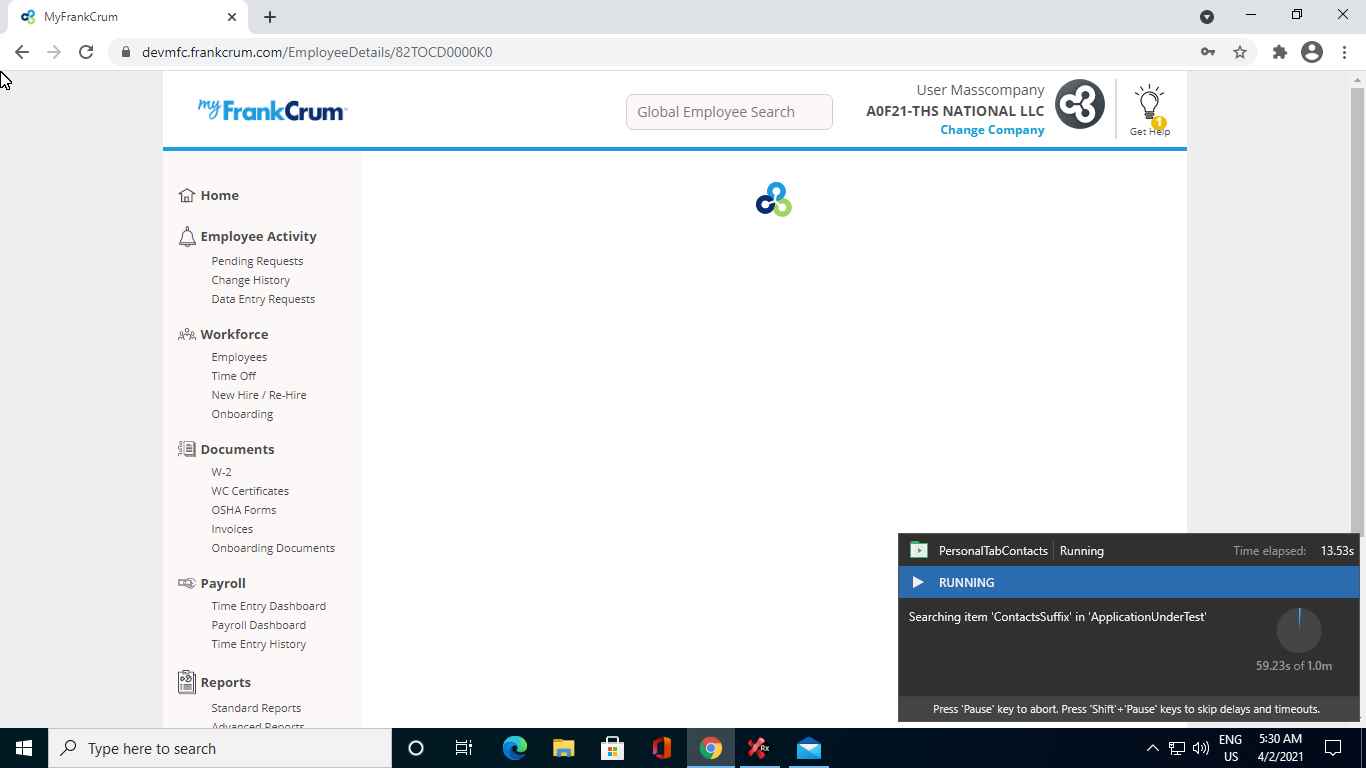 MyFrankCrum
devmfc.frankcrum.com/EmployeeDetails/82TOCD0000K0
myFrankCrum
Global Employee Search
User Masscompany
A0F21-THS NATIONAL LLC
Change Company
1
Get Help
Home
Employee Activity
Pending Requests
Change History
Data Entry Requests
Workforce
Employees
Time Off
New Hire / Re-Hire
Onboarding
Documents
W-2
WC Certificates
OSHA Forms
Invoices
Onboarding Documents
Payroll
Time Entry Dashboard
Payroll Dashboard
Time Entry History
Reports
Standard Reports
Advanced Reports
PersonalTabContacts Running Time elapsed: 13.53s
RUNNING
Searching item 'ContactsSuffix' in 'ApplicationUnderTest'
59.23s of 1.0m
Press 'Pause' key to abort. Press 'Shift'+'Pause' keys to skip delays and timeouts.
Type here to search
Rx
ENG
US
5:30 AM
4/2/2021